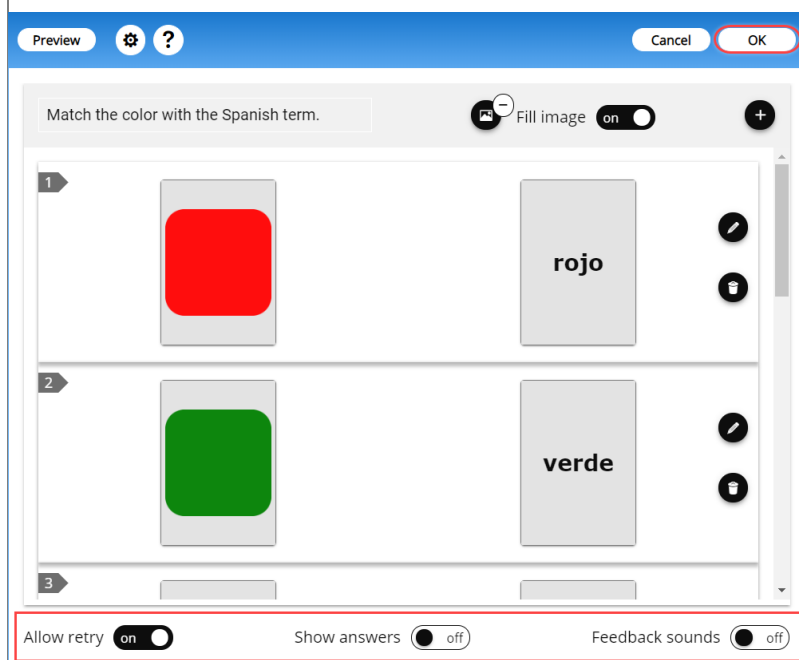 Preview ? Cancel OK
Match the color with the Spanish term. Fill image on
1
rojo
2
verde
3
Allow retry on Show answers off Feedback sounds off